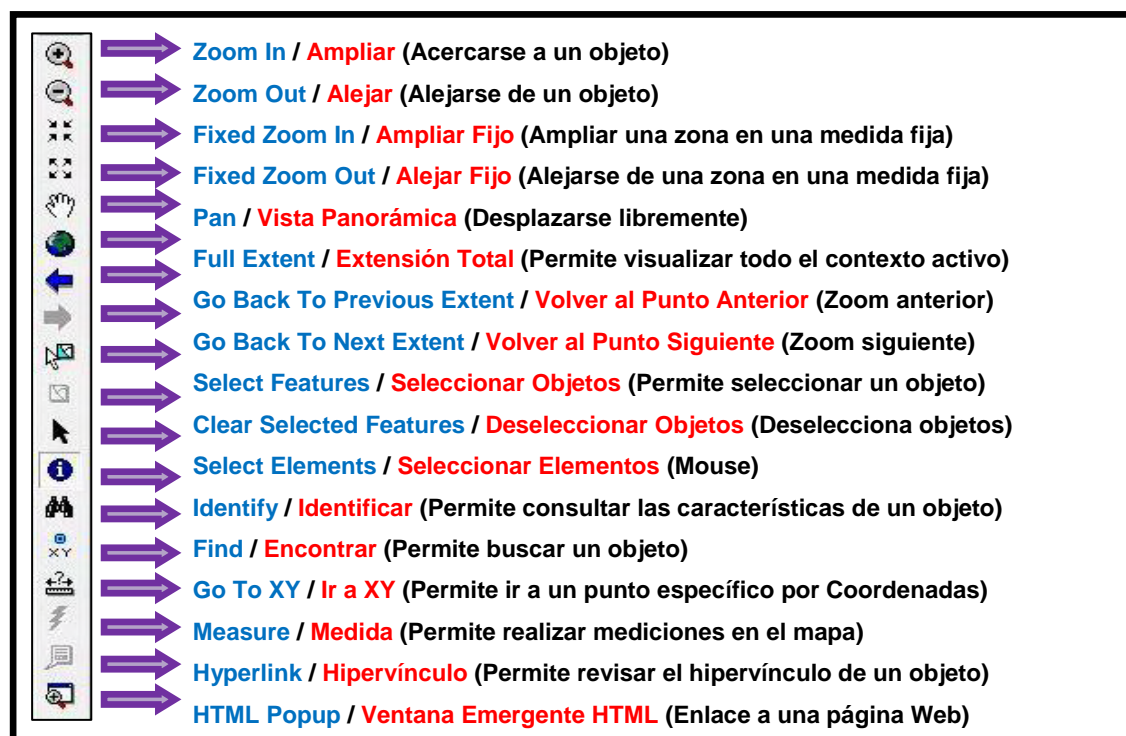 Zoom In / Ampliar (Acercarse a un objeto)
Zoom Out / Alejar (Alejarse de un objeto)
Fixed Zoom In / Ampliar Fijo (Ampliar una zona en una medida fija)
Fixed Zoom Out / Alejar Fijo (Alejarse de una zona en una medida fija)
Pan / Vista Panorámica (Desplazarse libremente)
Full Extent / Extensión Total (Permite visualizar todo el contexto activo)
Go Back To Previous Extent / Volver al Punto Anterior (Zoom anterior)
Go Back To Next Extent / Volver al Punto Siguiente (Zoom siguiente)
Select Features / Seleccionar Objetos (Permite seleccionar un objeto)
Clear Selected Features / Deseleccionar Objetos (Deselecciona objetos)
Select Elements / Seleccionar Elementos (Mouse)
Identify / Identificar (Permite consultar las características de un objeto)
Find / Encontrar (Permite buscar un objeto)
XY
Go To XY / Ir a XY (Permite ir a un punto específico por Coordenadas)
Measure / Medida (Permite realizar mediciones en el mapa)
Hyperlink / Hipervínculo (Permite revisar el hipervínculo de un objeto)
HTML Popup / Ventana Emergente HTML (Enlace a una página Web)